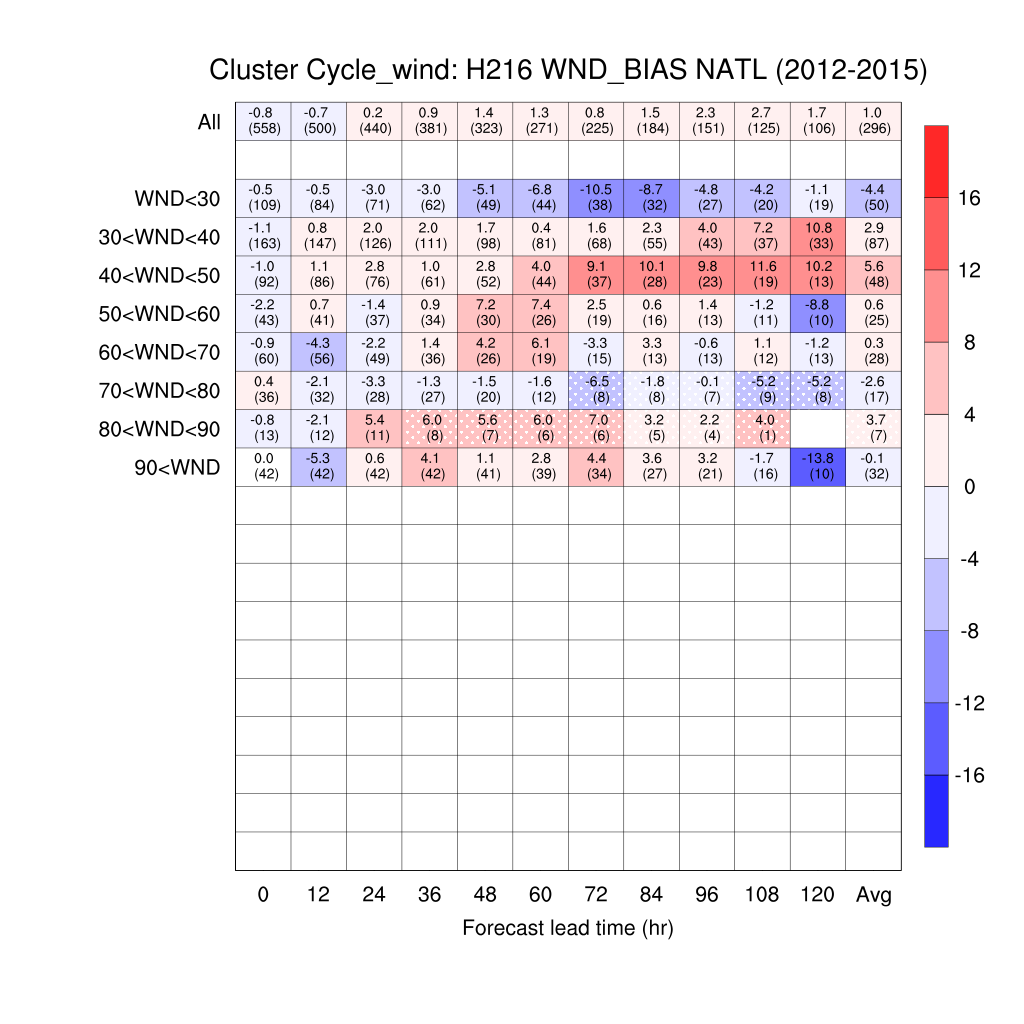 Cluster Cycle_wind: H216 WND_BIAS NATL (2012-2015)
All -0.8 -0.7 0.2 0.9 1.4 1.3 0.8 1.5 2.3 2.7 1.7 1.0
(558) (500) (440) (381) (323) (271) (225) (184) (151) (125) (106) (296)
WND<30 -0.5 -0.5 -3.0 -3.0 -5.1 -6.8 -10.5 -8.7 -4.8 -4.2 -1.1 -4.4
(109) (84) (71) (62) (49) (44) (38) (32) (27) (20) (19) (50)
30<WND<40 -1.1 0.8 2.0 2.0 1.7 0.4 1.6 2.3 4.0 7.2 10.8 2.9
(163) (147) (126) (111) (98) (81) (68) (55) (43) (37) (33) (87)
40<WND<50 -1.0 1.1 2.8 1.0 2.8 4.0 9.1 10.1 9.8 11.6 10.2 5.6
(92) (86) (76) (61) (52) (44) (37) (28) (23) (19) (13) (48)
50<WND<60 -2.2 0.7 -1.4 0.9 7.2 7.4 2.5 0.6 1.4 -1.2 -8.8 0.6
(43) (41) (37) (34) (30) (26) (19) (16) (13) (11) (10) (25)
60<WND<70 -0.9 -4.3 -2.2 1.4 4.2 6.1 -3.3 3.3 -0.6 1.1 -1.2 0.3
(60) (56) (49) (36) (26) (19) (15) (13) (13) (12) (13) (28)
70<WND<80 0.4 -2.1 -3.3 -1.3 -1.5 -1.6 -6.5 -1.8 -0.1 -5.2 -5.2 -2.6
(36) (32) (28) (27) (20) (12) (8) (8) (7) (9) (8) (17)
80<WND<90 -0.8 -2.1 5.4 6.0 5.6 6.0 7.0 3.2 2.2 4.0 3.7
(13) (12) (11) (8) (7) (6) (6) (5) (4) (1) (7)
90<WND 0.0 -5.3 0.6 4.1 1.1 2.8 4.4 3.6 3.2 -1.7 -13.8 -0.1
(42) (42) (42) (42) (41) (39) (34) (27) (21) (16) (10) (32)
0 12 24 36 48 60 72 84 96 108 120 Avg
Forecast lead time (hr)
16
12
8
4
0
-4
-8
-12
-16